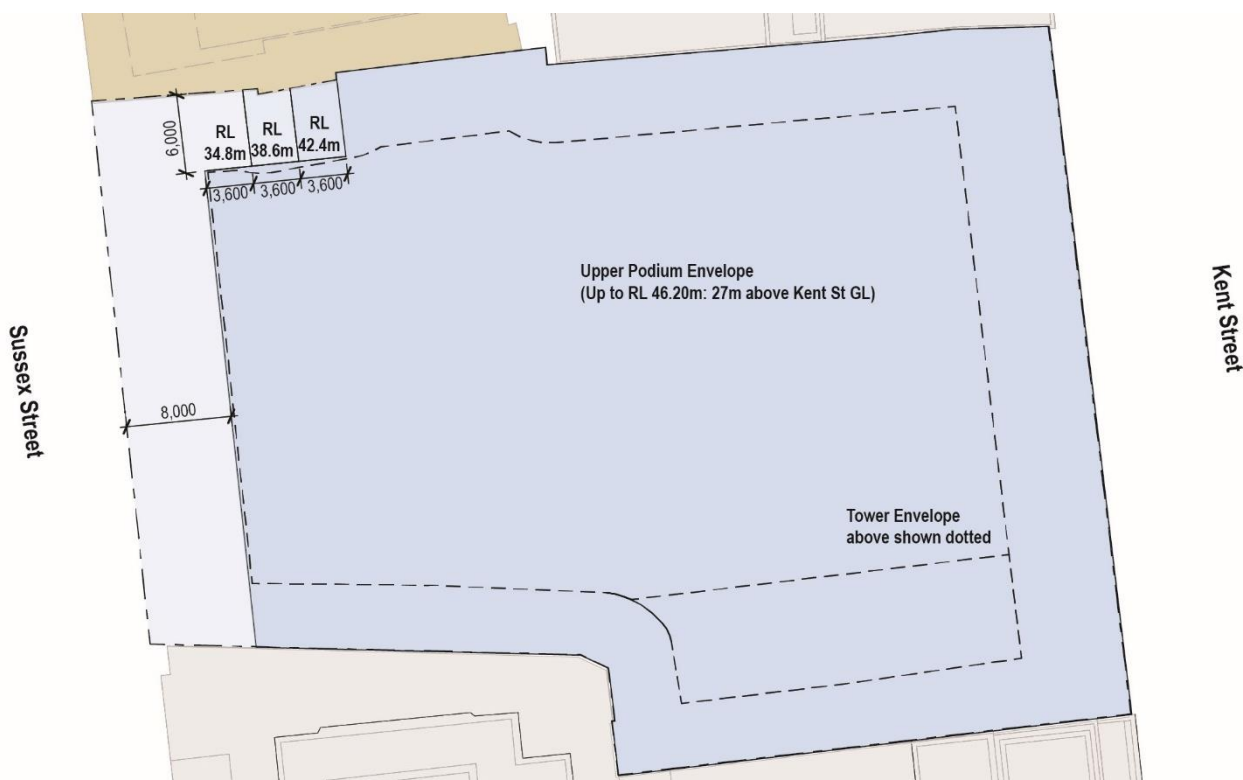 6,000
RL
34.8m
RL
38.6m
RL
42.4m
3,600
3,600
3,600
Upper Podium Envelope
(Up to RL 46.20m: 27m above Kent St GL)
Sussex Street
Kent Street
8,000
Tower Envelope
above shown dotted